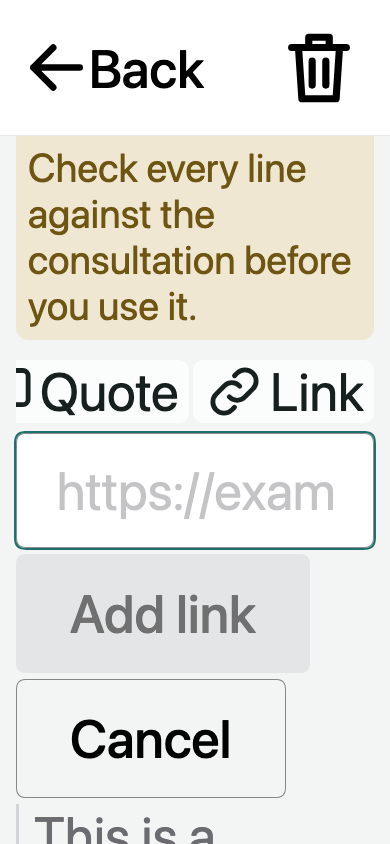 Back
Check every line
against the
consultation before
you use it.
Quote Link
https://exam
Add link
Cancel
This is a